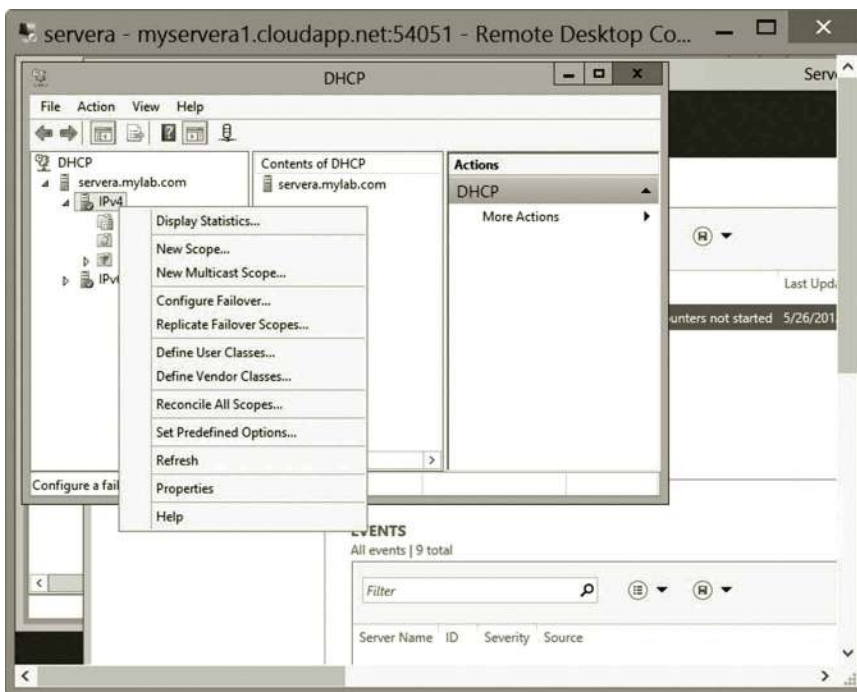 servera - myservera1.cloudapp.net:54051 - Remote Desktop Co...
DHCP
Serv
File Action View Help
DHCP
servera.mylab.com
IPv4
IPv
Contents of DHCP
servera.mylab.com
Actions
DHCP
More Actions
Display Statistics...
New Scope...
New Multicast Scope...
Configure Failover...
Replicate Failover Scopes...
Define User Classes...
Define Vendor Classes...
Reconcile All Scopes...
Set Predefined Options...
Refresh
Properties
Help
Configure a fail
Last Upd
unters not started 5/26/201
EVENTS
All events | 9 total
Filter
Server Name ID Severity Source